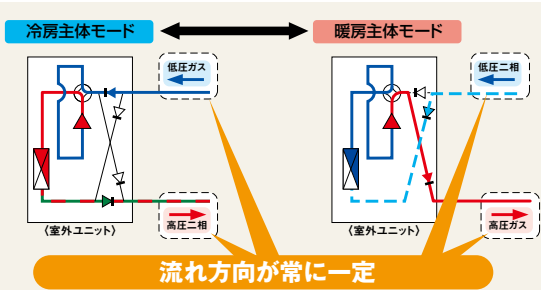 冷房主体モード
暖房主体モード
低圧ガス
低圧二相
高圧二相
高圧ガス
〈室外ユニット〉
〈室外ユニット〉
流れ方向が常に一定